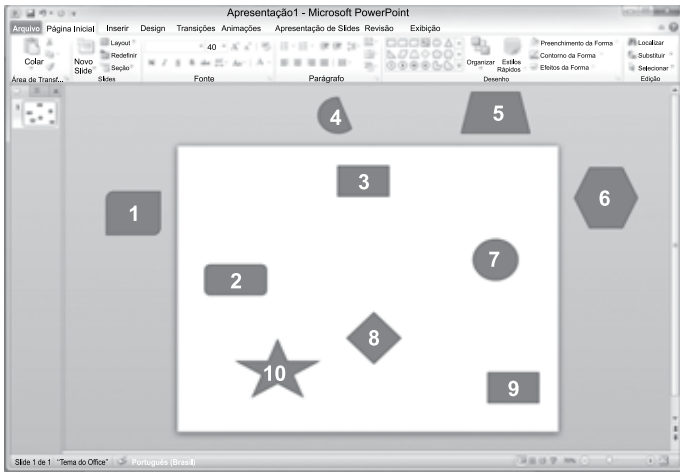 Apresentação1 - Microsoft PowerPoint
Arquivo Página Inicial Inserir Design Transições Animações Apresentação de Slides Revisão Exibição
Colar
Novo Slide
Layout
Redefinir
Seção
40
Organizar
Estilos Rápidos
Preenchimento da Forma
Contorno da Forma
Efeitos da Forma
Localizar
Substituir
Selecionar
Área de Transf... Slides Fonte Parágrafo Desenho Edição
4
5
3
1
6
7
2
8
10
9
Slide 1 de 1 "Tema do Office" Português (Brasil)